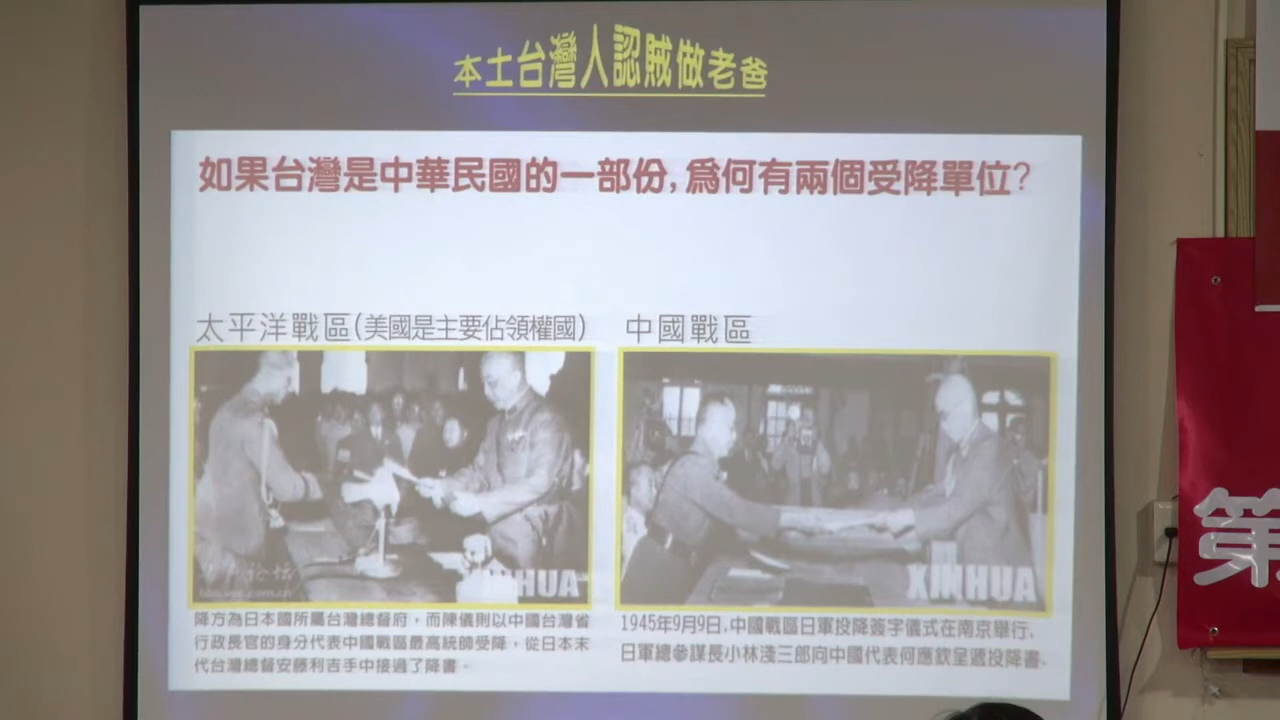 本土台灣人認賊做老爸
如果台灣是中華民國的一部份,為何有兩個受降單位?
太平洋戰區(美國是主要佔領權國)
中國戰區
XINHUA
XINHUA
降方為日本國所屬台灣總督府,而陳儀則以中國台灣省
行政長官的身分代表中國戰區最高統帥受降,從日本末
代台灣總督安藤利吉手中接過了降書。
1945年9月9日,中國戰區日軍投降簽字儀式在南京舉行、
日軍總參謀長小林淺三郎向中國代表何應欽呈遞投降書、
第